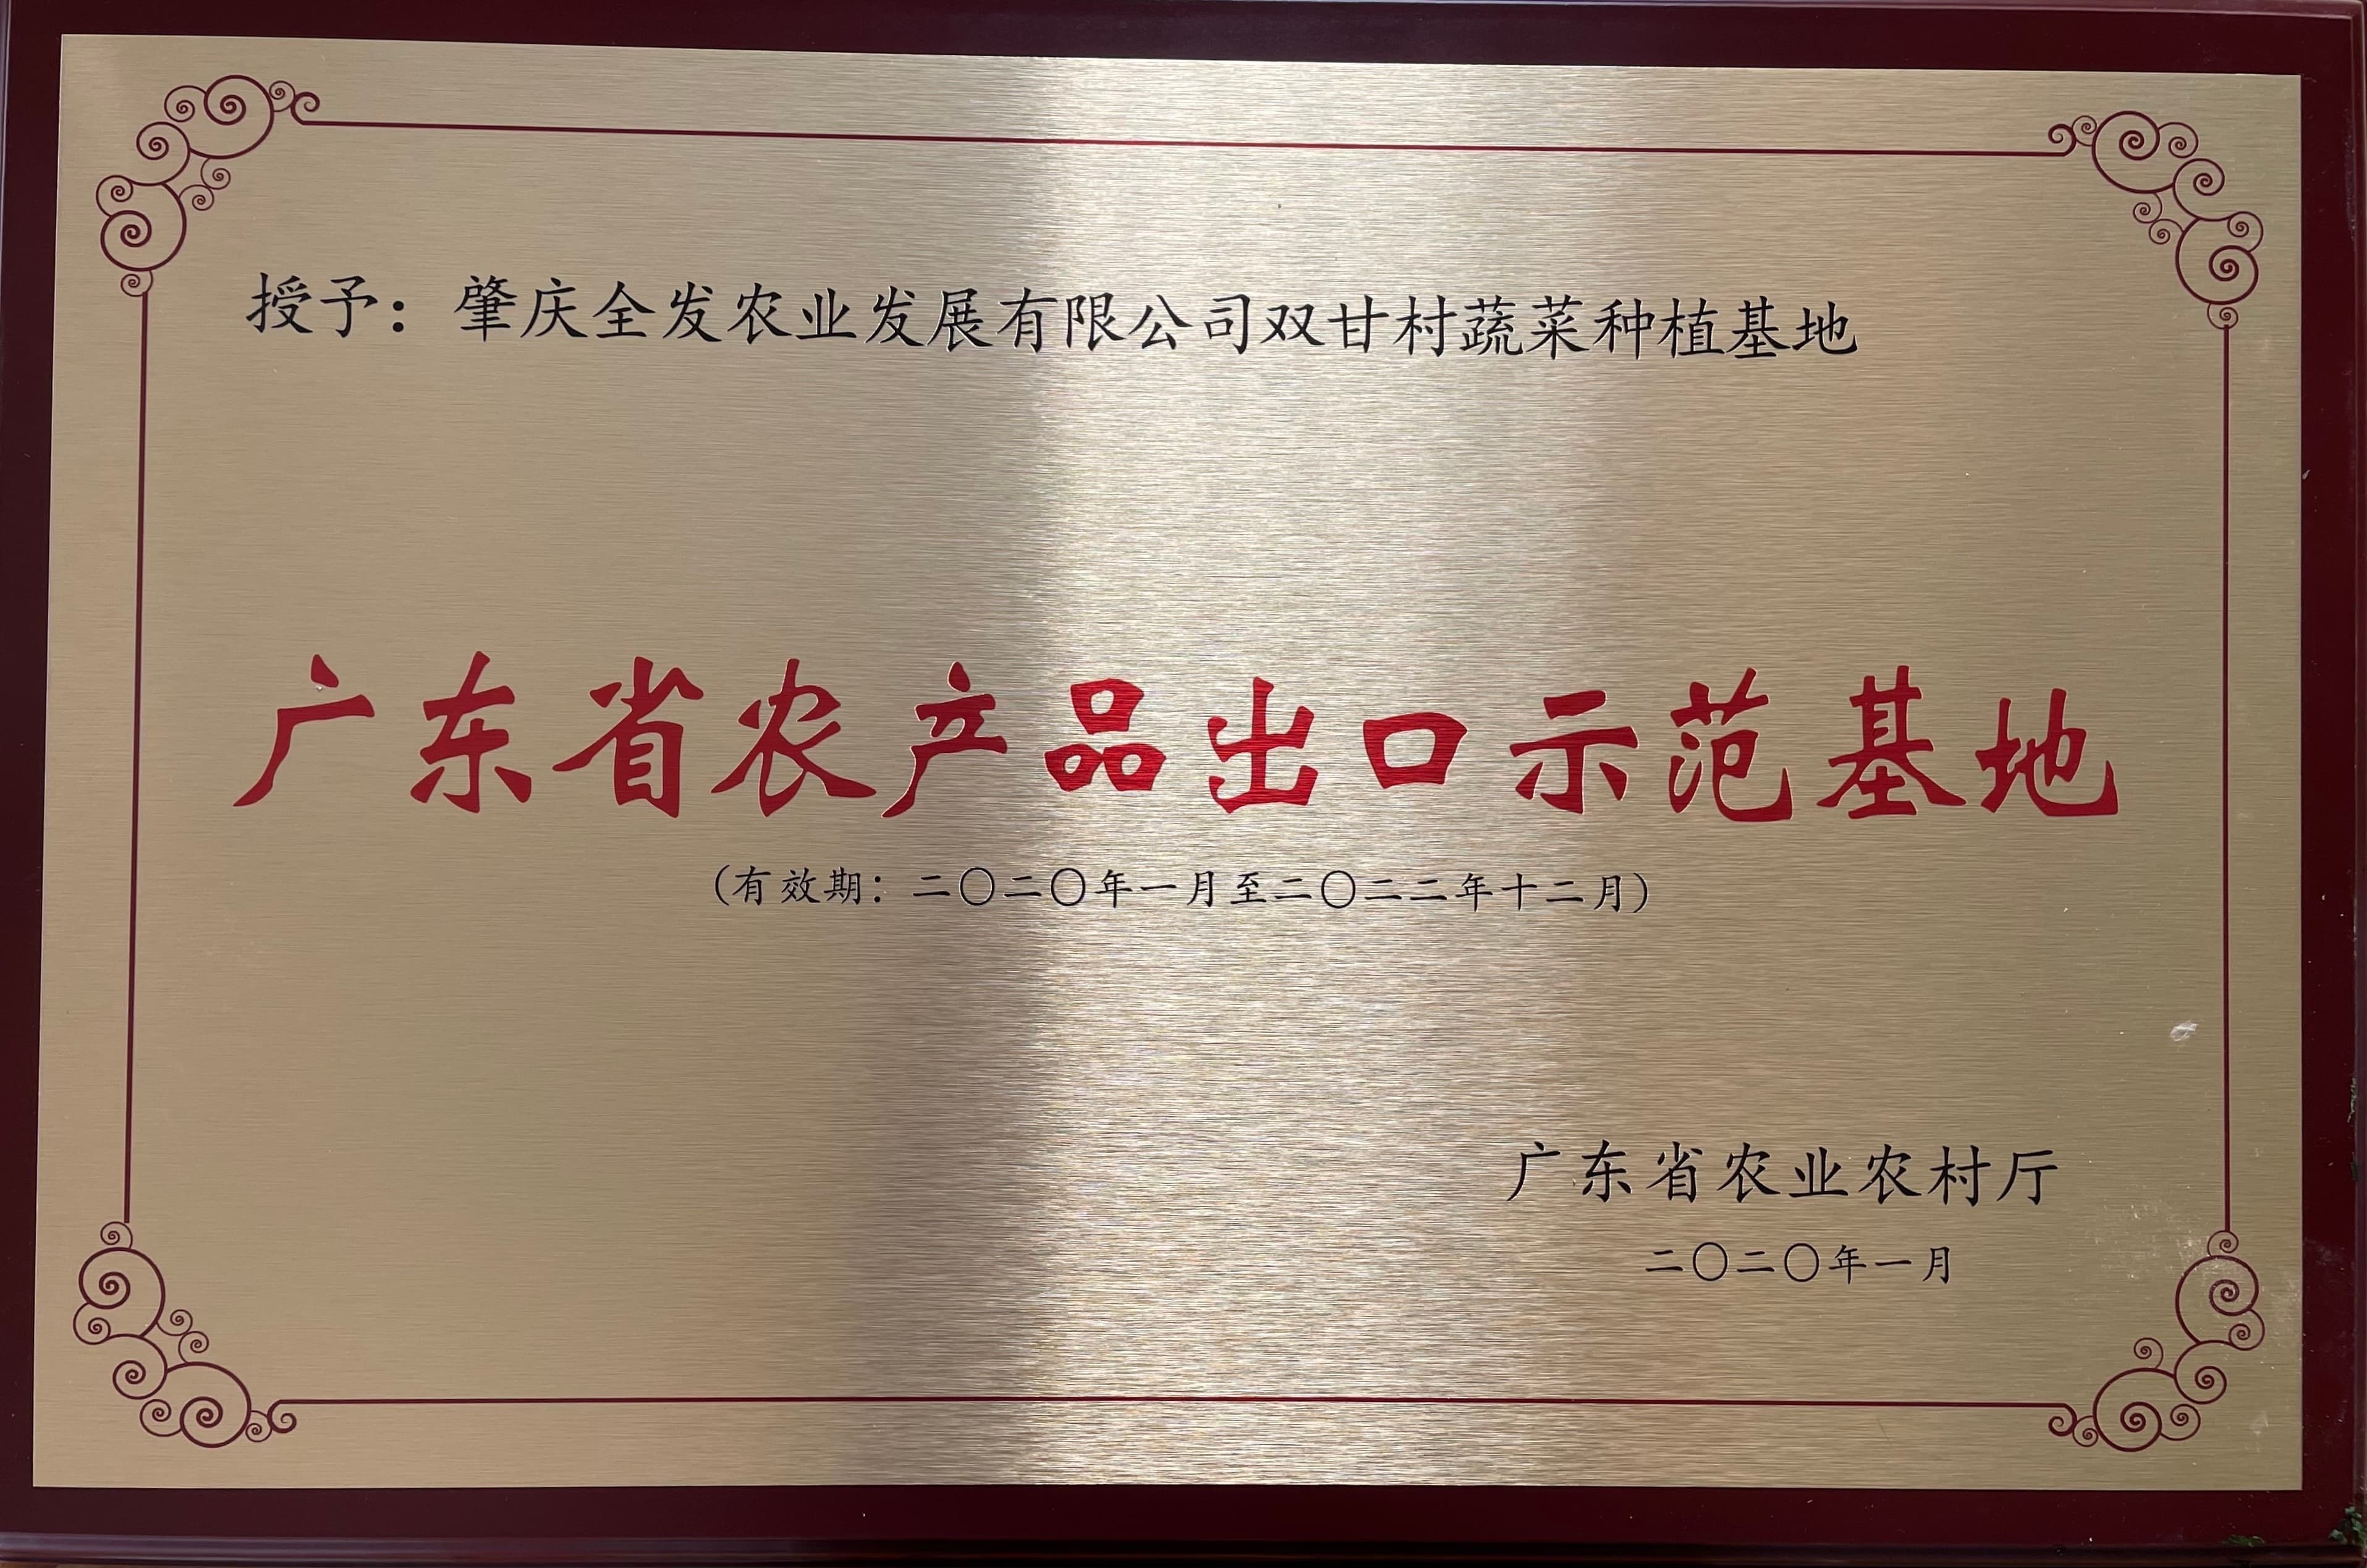 授予：肇庆全发农业发展有限公司双甘村蔬菜种植基地
广东省农产品出口示范基地
（有效期：二〇二〇年一月至二〇二二年十二月）
广东省农业农村厅
二〇二〇年一月